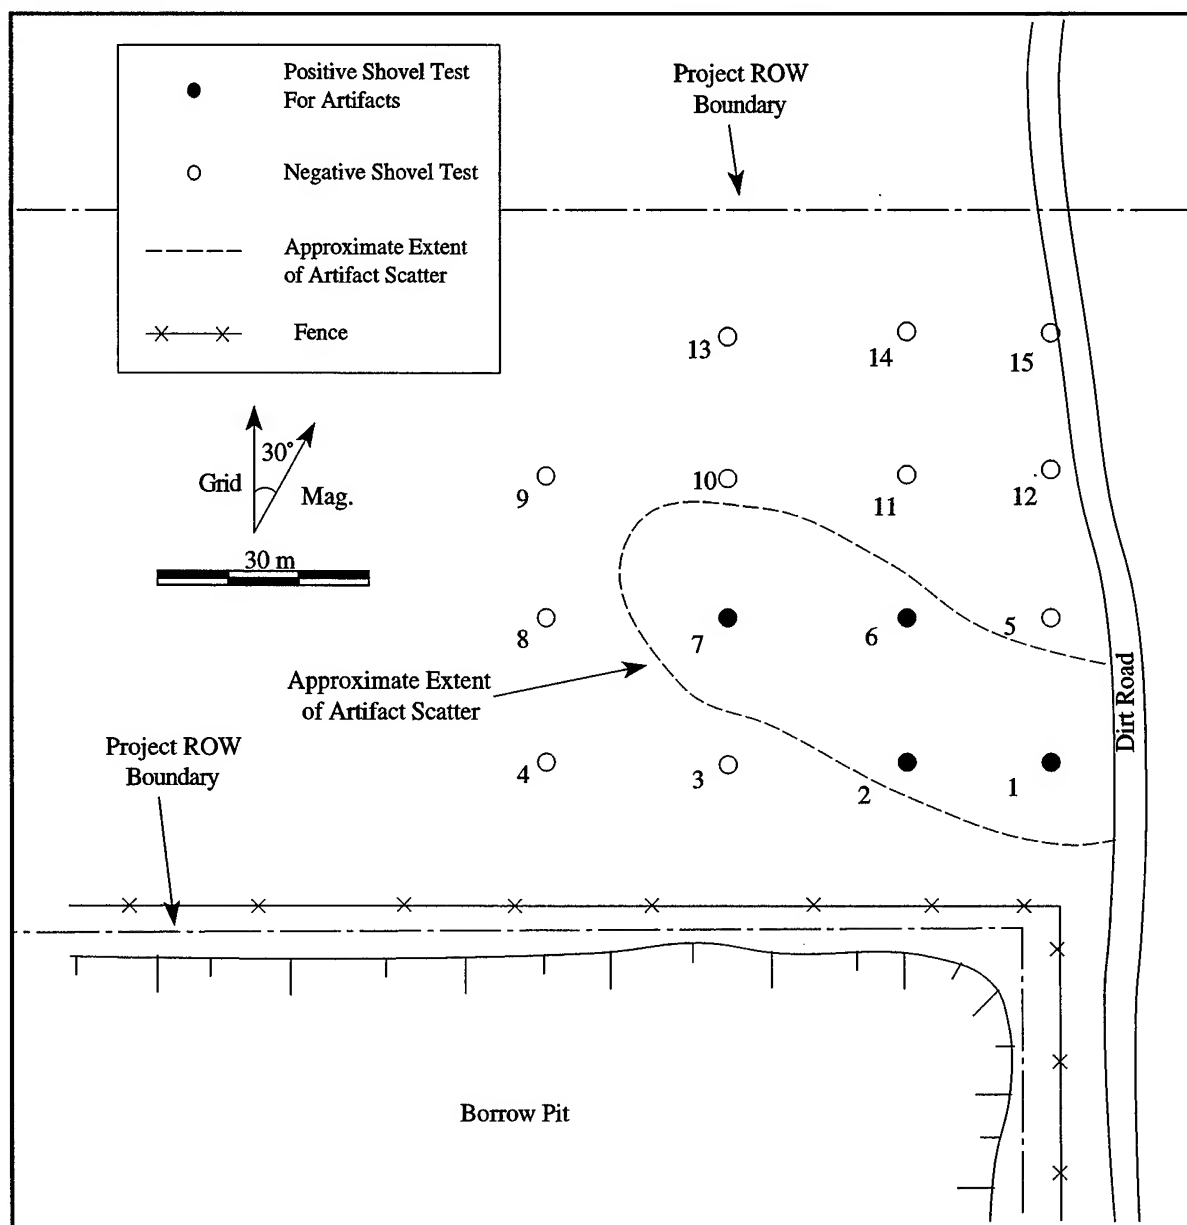 Positive Shovel Test
For Artifacts
Negative Shovel Test
Approximate Extent
of Artifact Scatter
Fence
Project ROW
Boundary
13
14
15
30°
Grid
Mag.
30 m
9
10
11
12
8
7
6
5
Approximate Extent
of Artifact Scatter
Dirt Road
Project ROW
Boundary
4
3
2
1
Borrow Pit